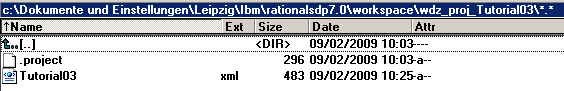 c:\Dokumente und Einstellungen\Leipzig\Ibm\rationalsdp7.0\workspace\wdz_proj_Tutorial03\*.*
↑Name Ext Size Date Attr
[..] <DIR> 09/02/2009 10:03 ----
.project 296 09/02/2009 10:03 -a--
Tutorial03 xml 483 09/02/2009 10:25 -a--